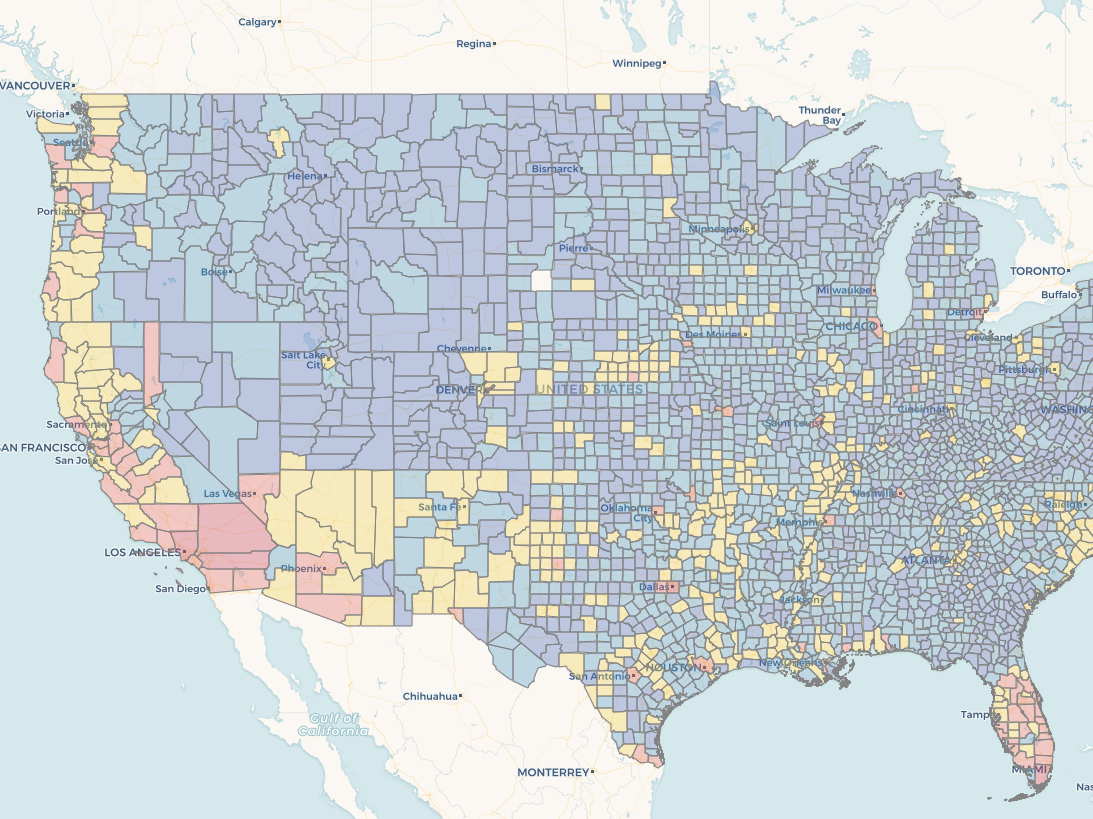 Calgary
Regina
Winnipeg
VANCOUVER
Victoria
Thunder
Bay
Seattle
Helena
Bismarck
Portland
Minneapolis
Pierre
TORONTO
Boise
Milwaukee
Buffalo
Detroit
CHICAGO
Des Moines
Cleveland
Cheyenne
Salt Lake
City
Pittsburgh
DENVER
UNITED STATES
Cincinnati
WASHING
Sacramento
Saint Louis
SAN FRANCISCO
San Jose
Las Vegas
Nashville
Santa Fe
Oklahoma
City
Raleigh
Memphis
LOS ANGELES
ATLANTA
Phoenix
San Diego
Dallas
Jackson
New Orleans
HOUSTON
San Antonio
Chihuahua
Gulf of
California
Tampa
MONTERREY
MIAMI
Nas